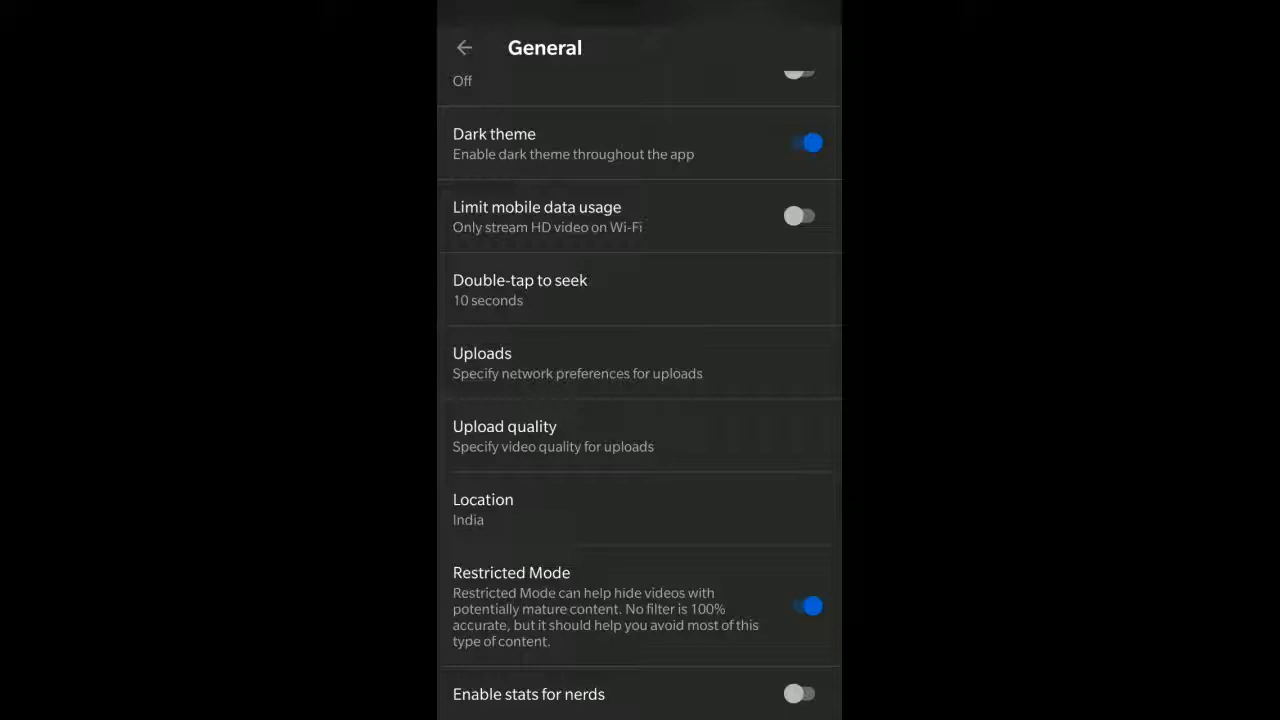 General
Off
Dark theme
Enable dark theme throughout the app
Limit mobile data usage
Only stream HD video on Wi-Fi
Double-tap to seek
10 seconds
Uploads
Specify network preferences for uploads
Upload quality
Specify video quality for uploads
Location
India
Restricted Mode
Restricted Mode can help hide videos with
potentially mature content. No filter is 100%
accurate, but it should help you avoid most of this
type of content.
Enable stats for nerds